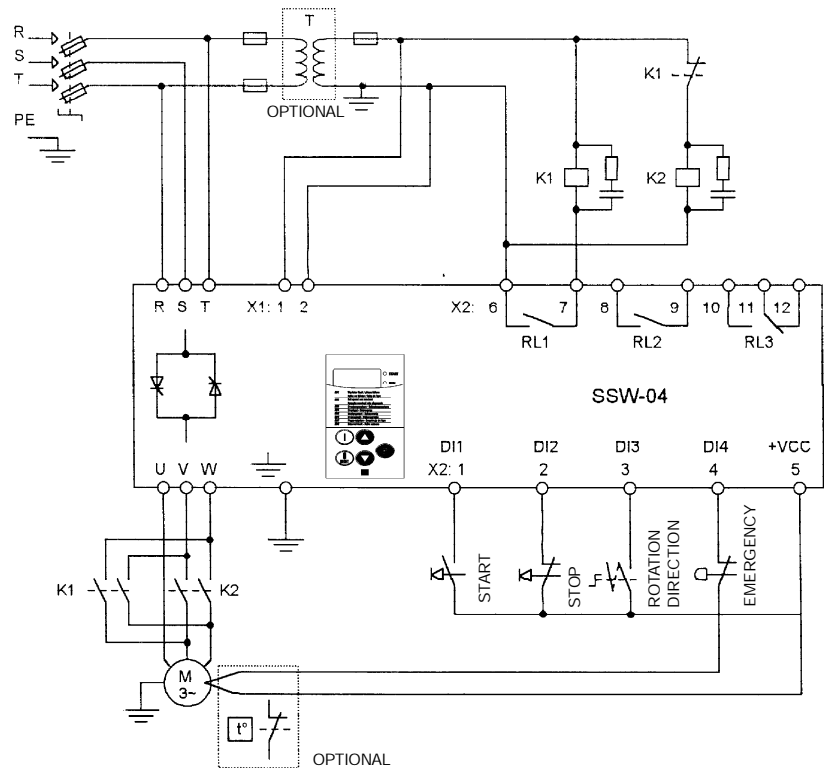 R
S
T
PE
T
OPTIONAL
K1
K1
K2
R S T X1: 1 2 X2: 6 7 8 9 10 11 12
RL1 RL2 RL3
SSW-04
U V W
DI1 DI2 DI3 DI4 +VCC
X2: 1 2 3 4 5
START
STOP
ROTATION
DIRECTION
EMERGENCY
K1 K2
M
3~
t°
OPTIONAL